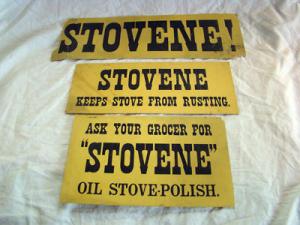 STOVENE!
STOVENE
KEEPS STOVE FROM RUSTING.
ASK YOUR GROCER FOR
"STOVENE"
OIL STOVE-POLISH.